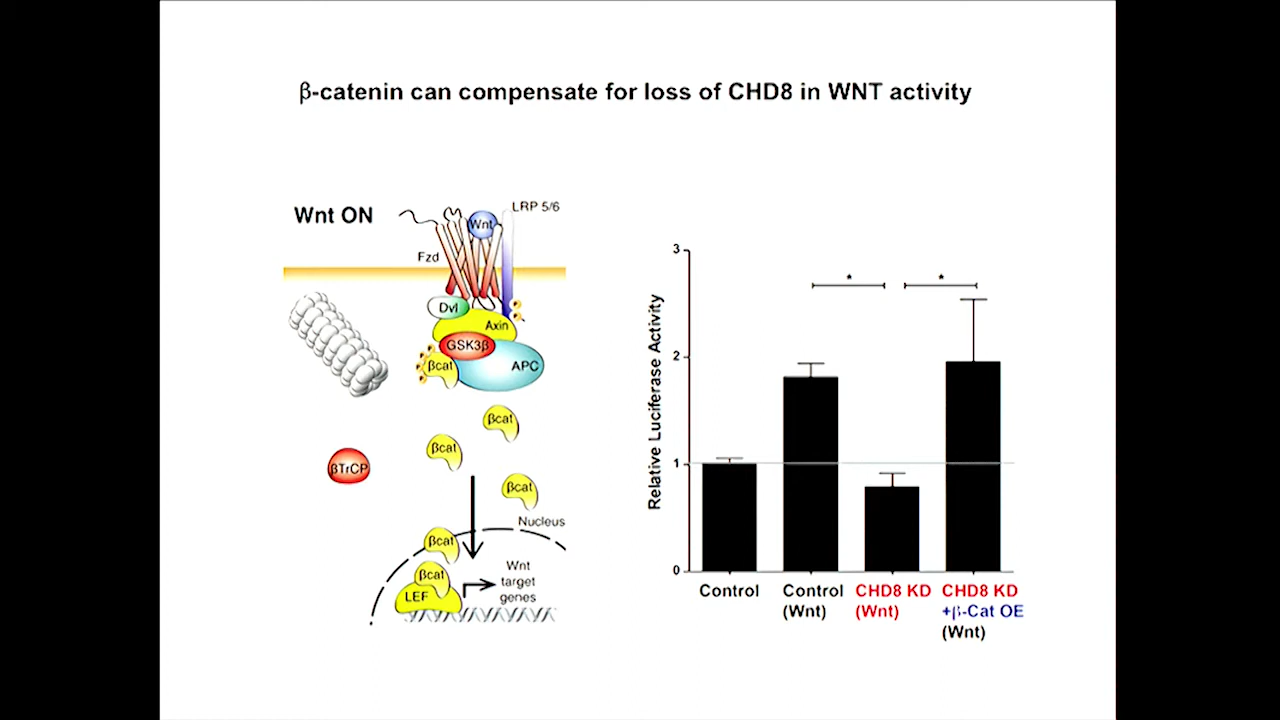 β-catenin can compensate for loss of CHD8 in WNT activity
Wnt ON
LRP 5/6
Wnt
Fzd
Dvl
Axin
GSK3β
βcat
APC
βcat
βcat
βTrCP
βcat
Nucleus
βcat
βcat
LEF
Wnt
target
genes
Relative Luciferase Activity
3
2
1
0
*
*
Control
Control
(Wnt)
CHD8 KD
(Wnt)
CHD8 KD
+β-Cat OE
(Wnt)